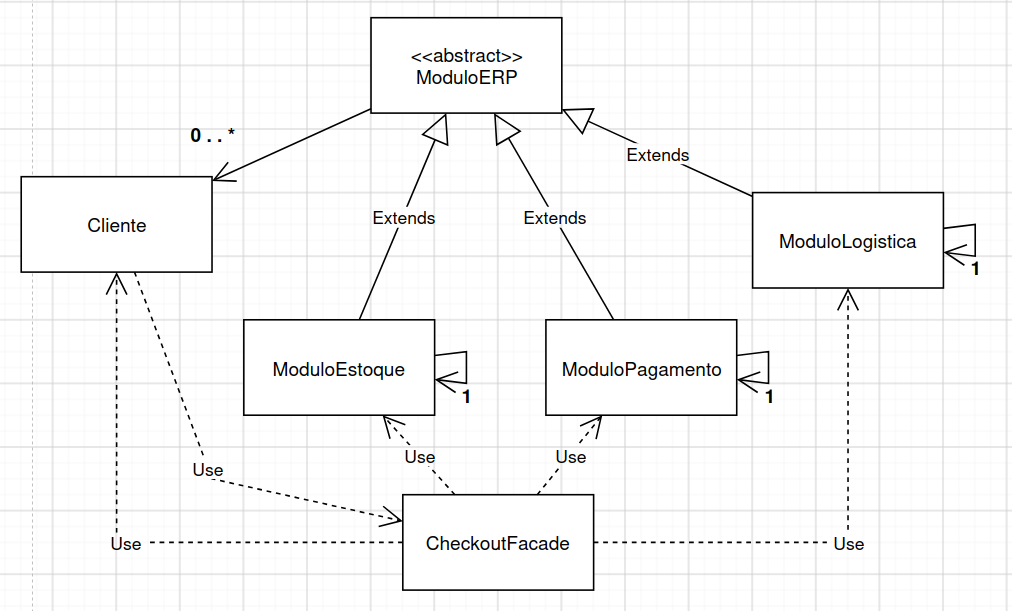 <<abstract>>
ModuloERP
0 . . *
Extends
Cliente
Extends
Extends
ModuloLogistica
1
ModuloEstoque
1
ModuloPagamento
1
Use
Use
Use
CheckoutFacade
Use
Use